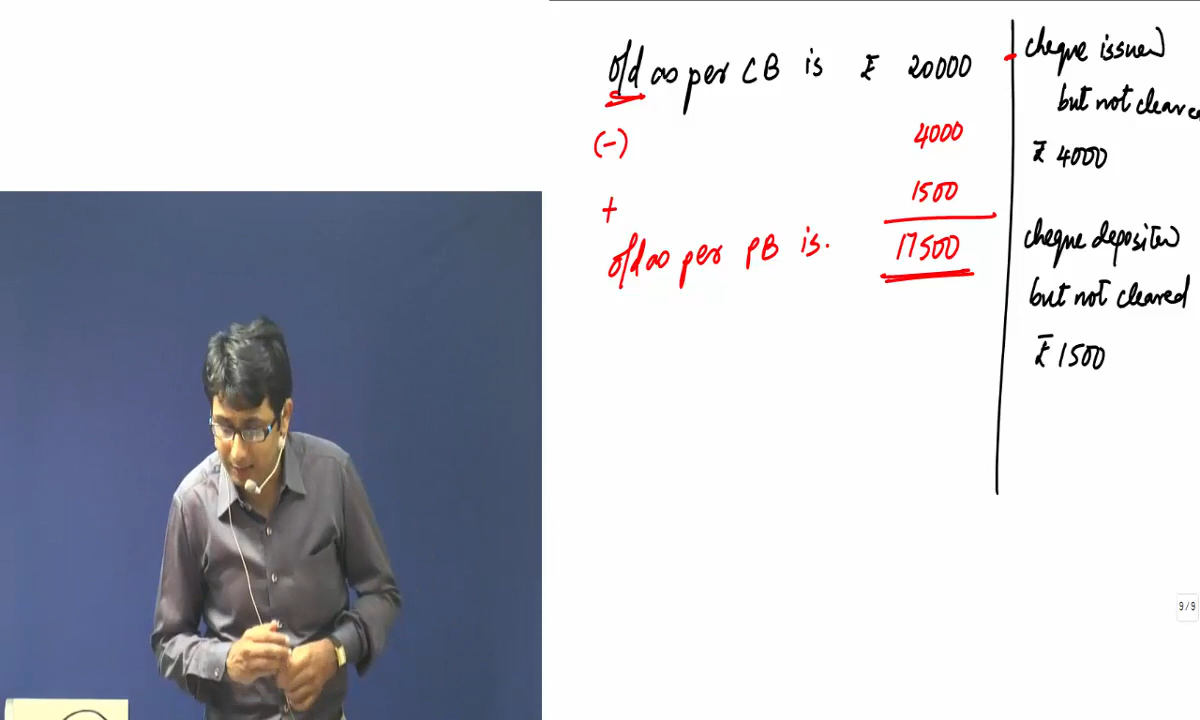 o/d as per CB is ₹ 20000
(-) 4000
+ 1500
o/d as per PB is. 17500
cheque issued
but not cleared
₹ 4000
cheque deposited
but not cleared
₹ 1500
9/9